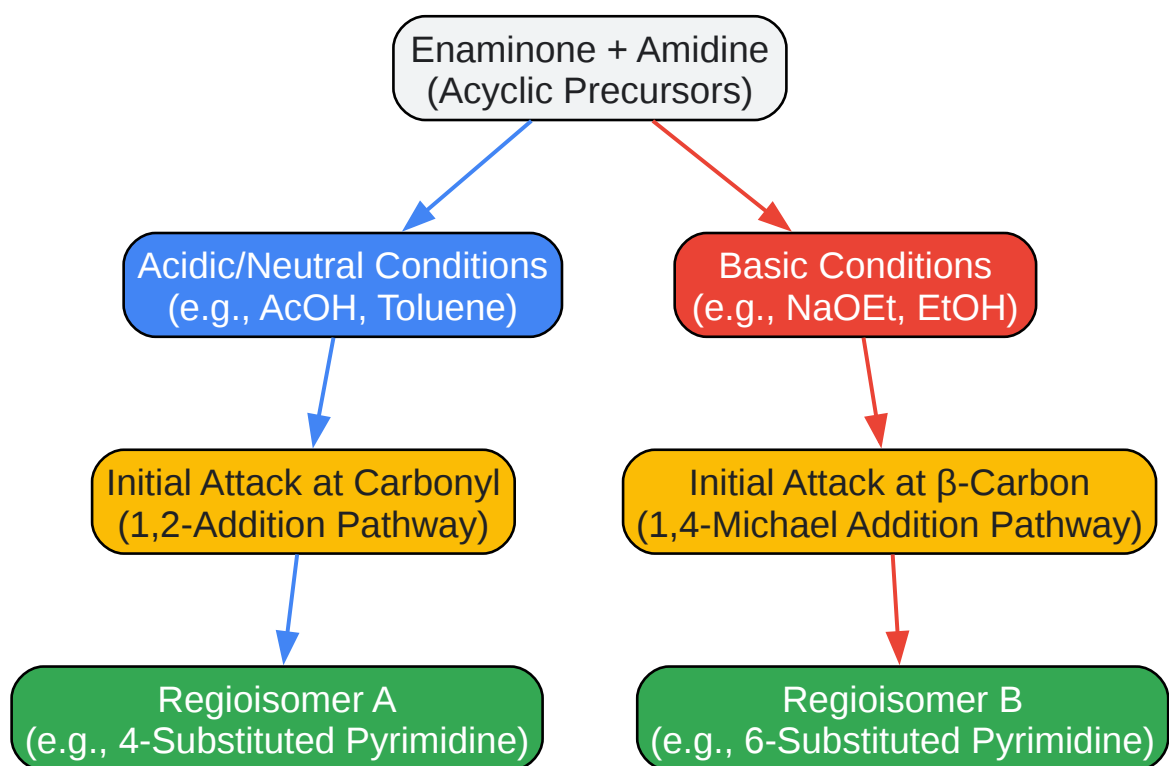 Enaminone + Amidine
(Acyclic Precursors)
Acidic/Neutral Conditions
(e.g., AcOH, Toluene)
Basic Conditions
(e.g., NaOEt, EtOH)
Initial Attack at Carbonyl
(1,2-Addition Pathway)
Initial Attack at β-Carbon
(1,4-Michael Addition Pathway)
Regioisomer A
(e.g., 4-Substituted Pyrimidine)
Regioisomer B
(e.g., 6-Substituted Pyrimidine)